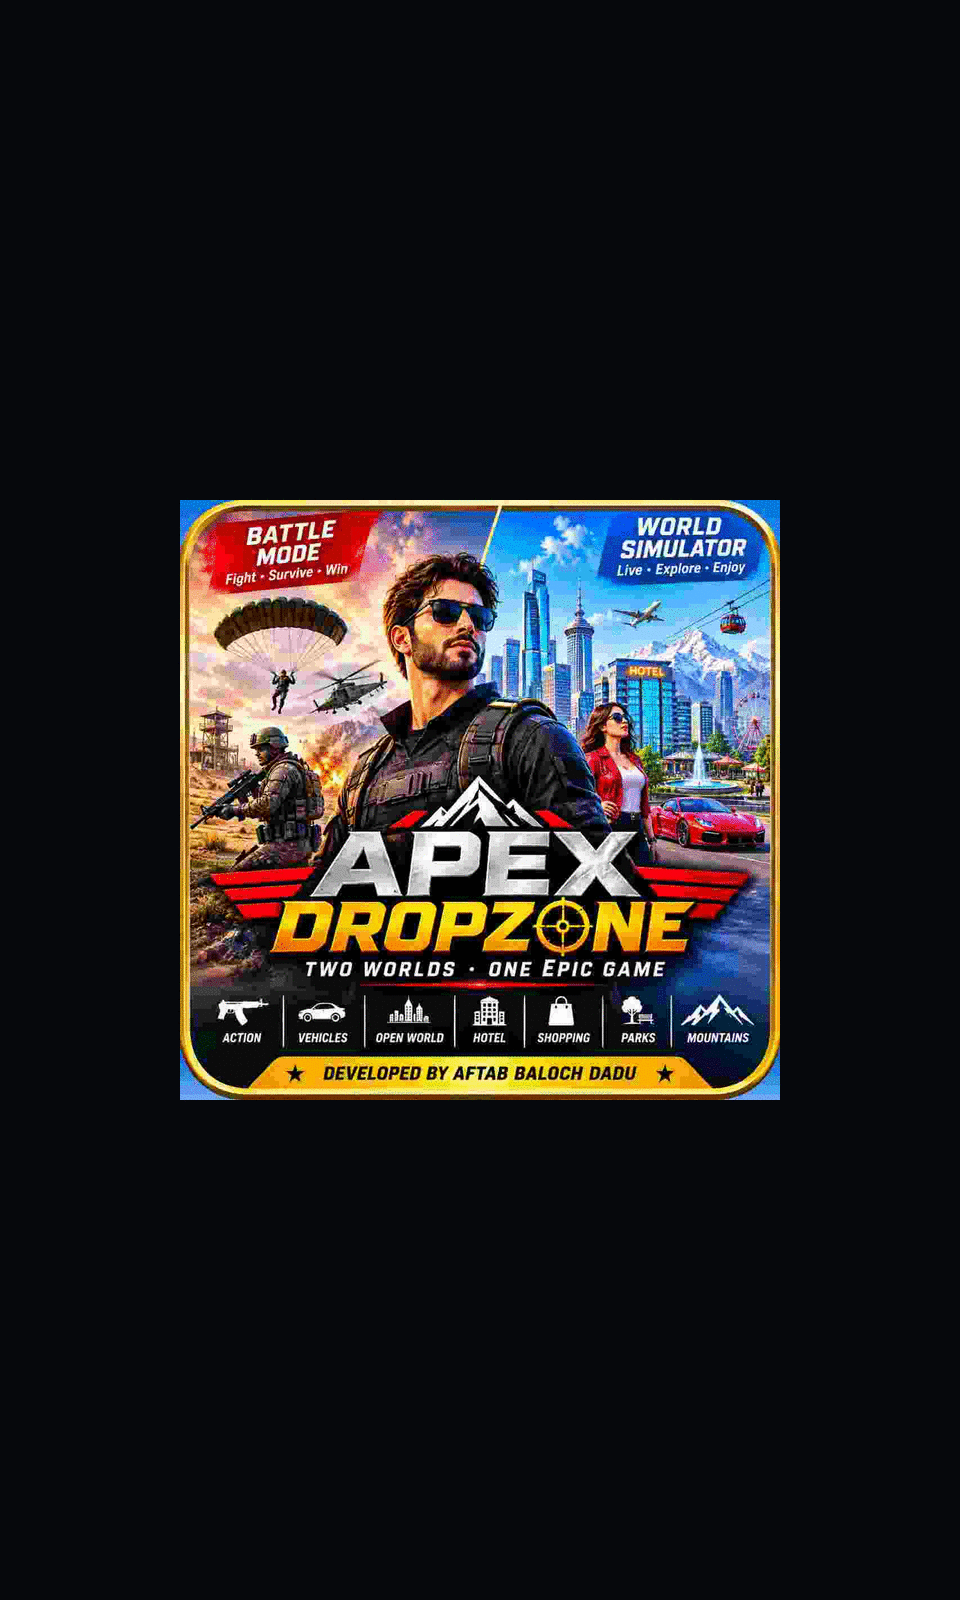 BATTLE
MODE
Fight • Survive • Win
WORLD
SIMULATOR
Live • Explore • Enjoy
HOTEL
APEX
DROPZONE
TWO WORLDS • ONE EPIC GAME
ACTION
VEHICLES
OPEN WORLD
HOTEL
SHOPPING
PARKS
MOUNTAINS
★ DEVELOPED BY AFTAB BALOCH DADU ★